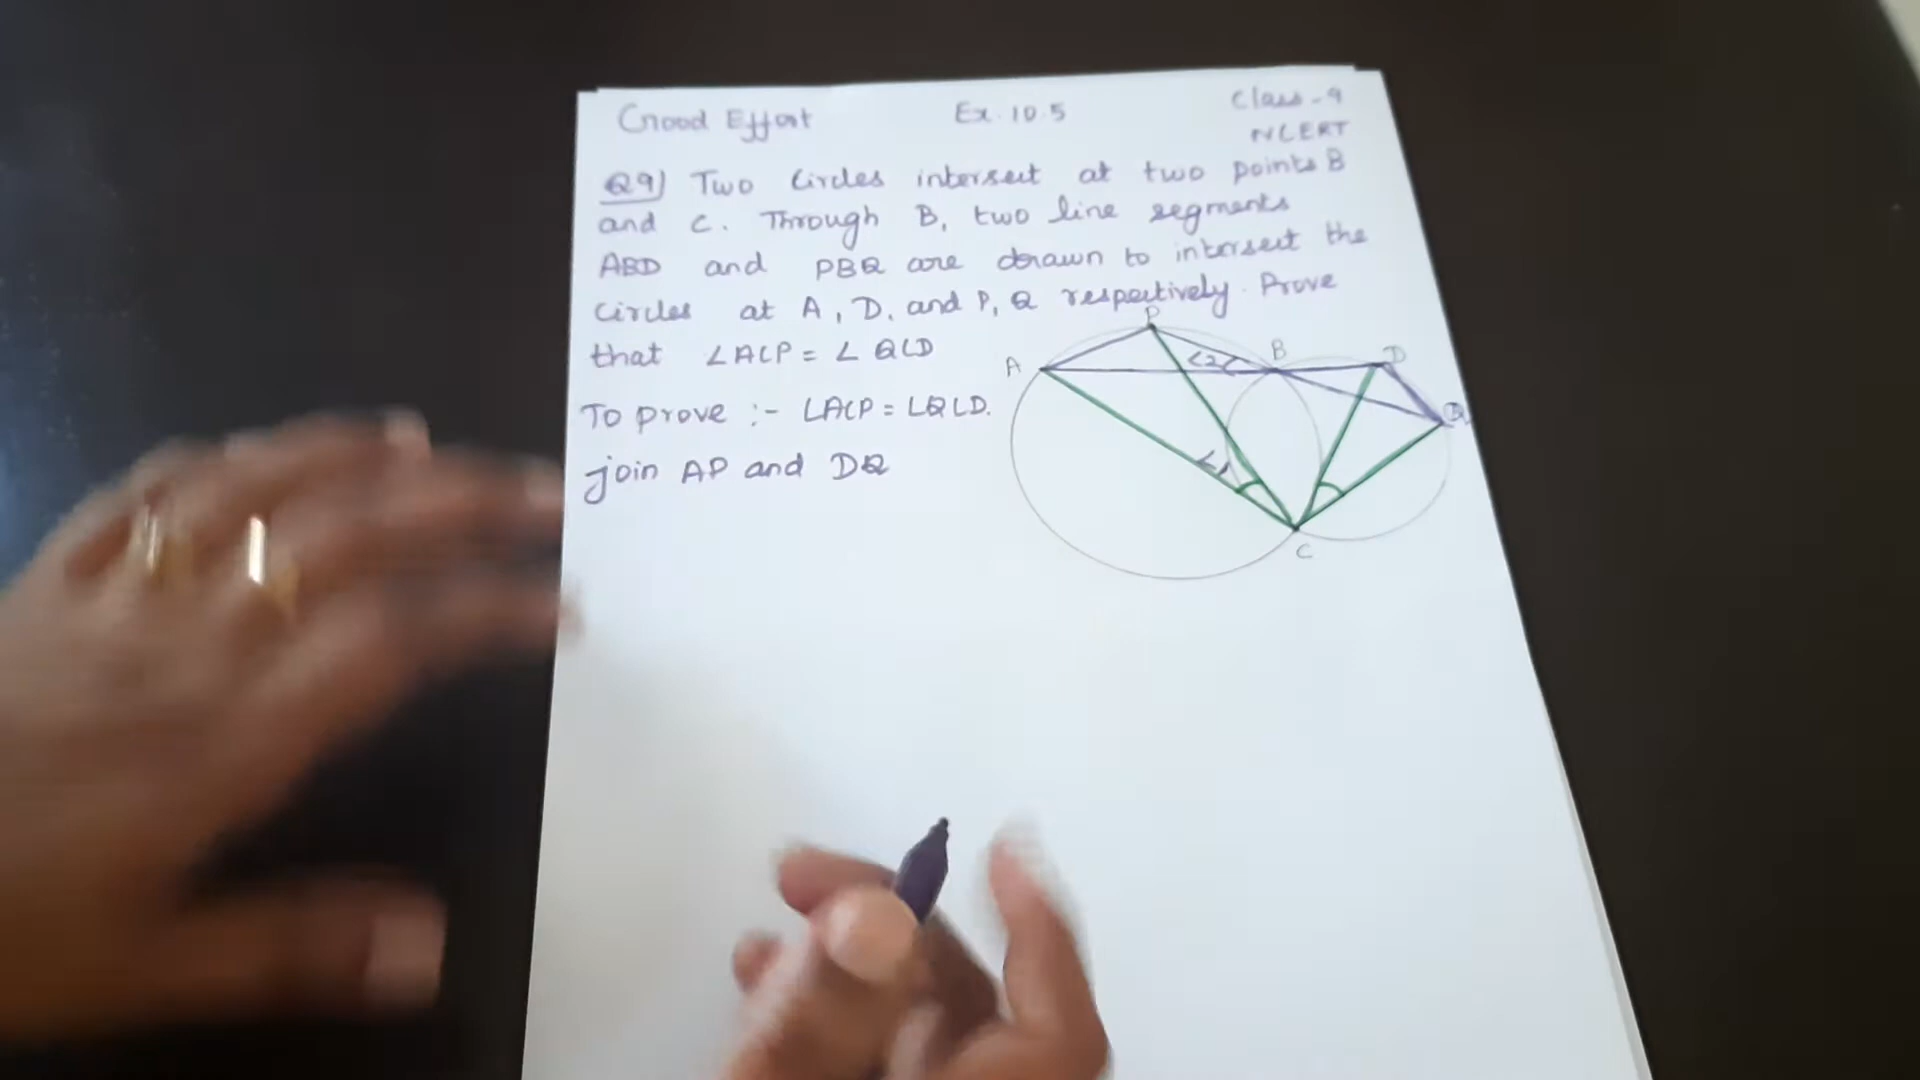 Good Effort Ex. 10.5 Class-9
NCERT
Q9) Two Circles intersect at two points B
and C. Through B, two line segments
ABD and PBQ are drawn to intersect the
Circles at A, D, and P, Q respectively. Prove
that ∠ACP = ∠QCD
To prove :- ∠ACP = ∠QCD.
join AP and DQ
P
A
∠2
B
D
Q
∠1
C